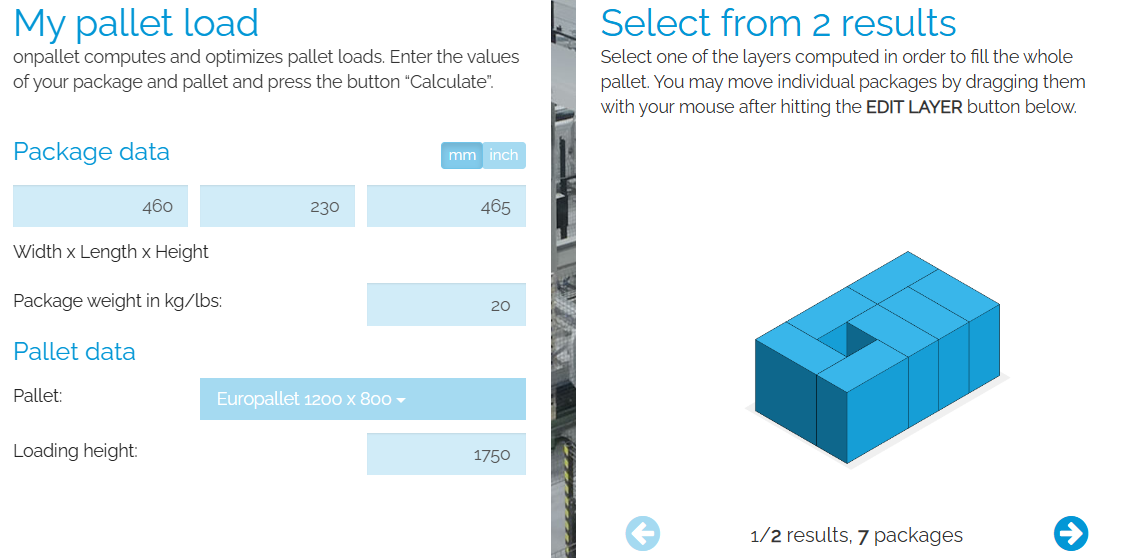 My pallet load
onpallet computes and optimizes pallet loads. Enter the values
of your package and pallet and press the button “Calculate”.
Package data
mm inch
460 230 465
Width x Length x Height
Package weight in kg/lbs:
20
Pallet data
Pallet:
Europallet 1200 x 800
Loading height:
1750
Select from 2 results
Select one of the layers computed in order to fill the whole
pallet. You may move individual packages by dragging them
with your mouse after hitting the EDIT LAYER button below.
1/2 results, 7 packages